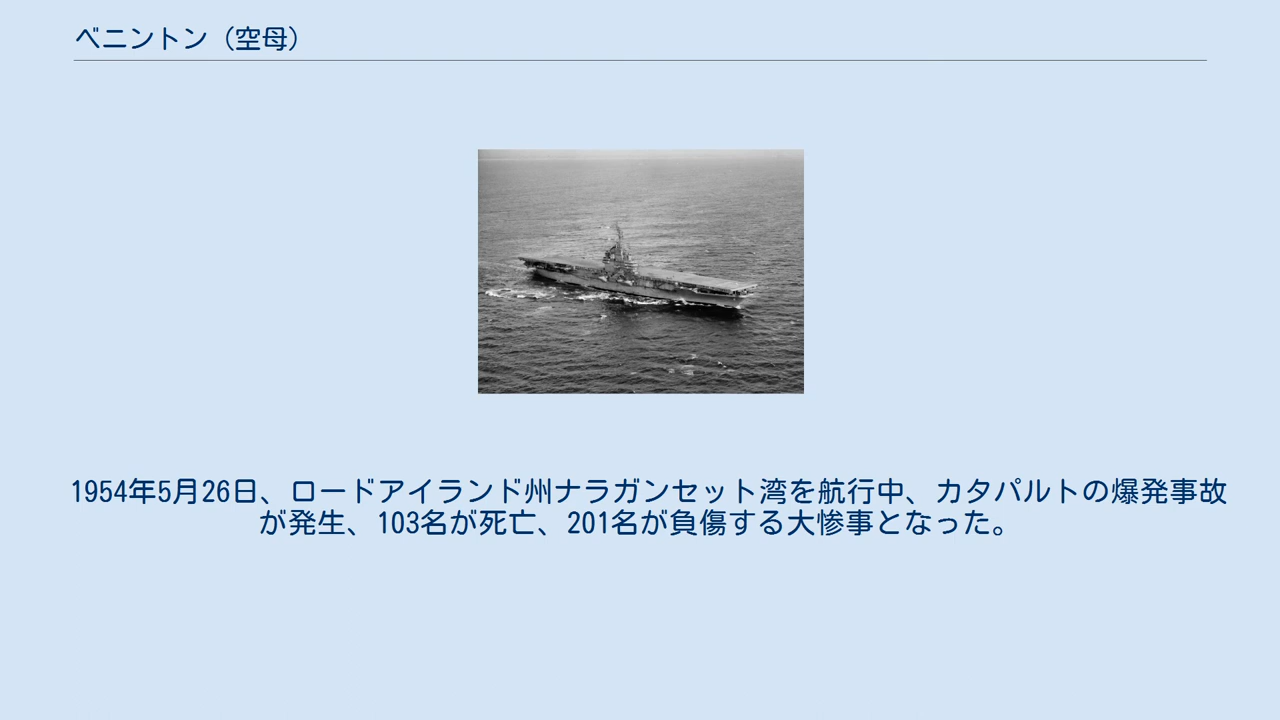 ベニントン（空母）
1954年5月26日、ロードアイランド州ナラガンセット湾を航行中、カタパルトの爆発事故
が発生、103名が死亡、201名が負傷する大惨事となった。